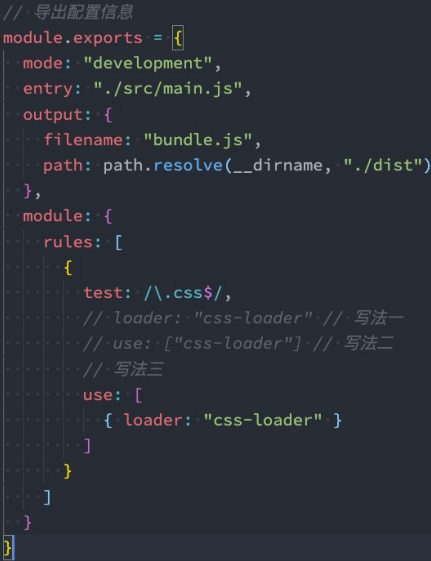 // 导出配置信息
module.exports = {
  mode: "development",
  entry: "./src/main.js",
  output: {
    filename: "bundle.js",
    path: path.resolve(__dirname, "./dist")
  },
  module: {
    rules: [
      {
        test: /\.css$/,
        // loader: "css-loader" // 写法一
        // use: ["css-loader"] // 写法二
        // 写法三
        use: [
          { loader: "css-loader" }
        ]
      }
    ]
  }
}